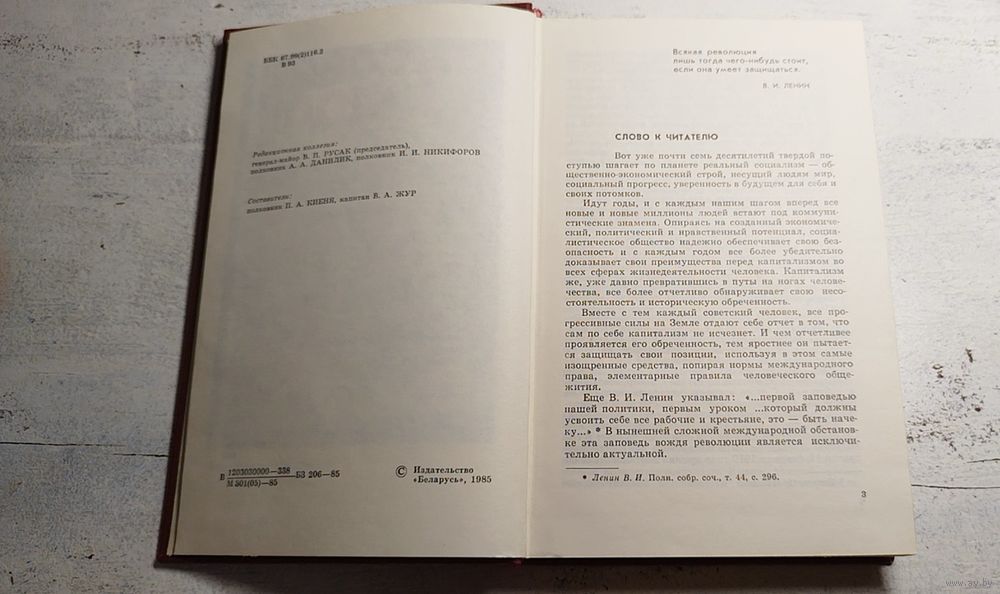 ББК 67.99(2)116.2
В 93
Редакционная коллегия:
генерал-майор В. П. РУСАК (председатель),
полковник А. А. ДАНИЛИК, полковник И. И. НИКИФОРОВ
Составители:
полковник П. А. КИЕНЯ, капитан В. А. ЖУР
В 1203030000—338 БЗ 206—85
М 301(05)—85
© Издательство
«Беларусь», 1985
Всякая революция
лишь тогда чего-нибудь стоит,
если она умеет защищаться.
В. И. ЛЕНИН
СЛОВО К ЧИТАТЕЛЮ
Вот уже почти семь десятилетий твердой по-
ступью шагает по планете реальный социализм — об-
щественно-экономический строй, несущий людям мир,
социальный прогресс, уверенность в будущем для себя и
своих потомков.
Идут годы, и с каждым нашим шагом вперед все
новые и новые миллионы людей встают под коммуни-
стические знамена. Опираясь на созданный экономиче-
ский, политический и нравственный потенциал, социа-
листическое общество надежно обеспечивает свою без-
опасность и с каждым годом все более убедительно
доказывает свои преимущества перед капитализмом во
всех сферах жизнедеятельности человека. Капитализм
же, уже давно превратившись в путы на ногах челове-
чества, все более отчетливо обнаруживает свою несо-
стоятельность и историческую обреченность.
Вместе с тем каждый советский человек, все про-
грессивные силы на Земле отдают себе отчет в том, что
сам по себе капитализм не исчезнет. И чем отчетливее
проявляется его обреченность, тем яростнее он пытает-
ся защищать свои позиции, используя в этом самые
изощренные средства, попирая нормы международного
права, элементарные правила человеческого обще-
жития.
Еще В. И. Ленин указывал: «...первой заповедью
нашей политики, первым уроком ...который должны
усвоить себе все рабочие и крестьяне, это — быть наче-
ку...» * В нынешней сложной международной обстанов-
ке эта заповедь вождя революции является исключи-
тельно актуальной.
* Ленин В. И. Полн. собр. соч., т. 44, с. 296.
3
www.ay.by